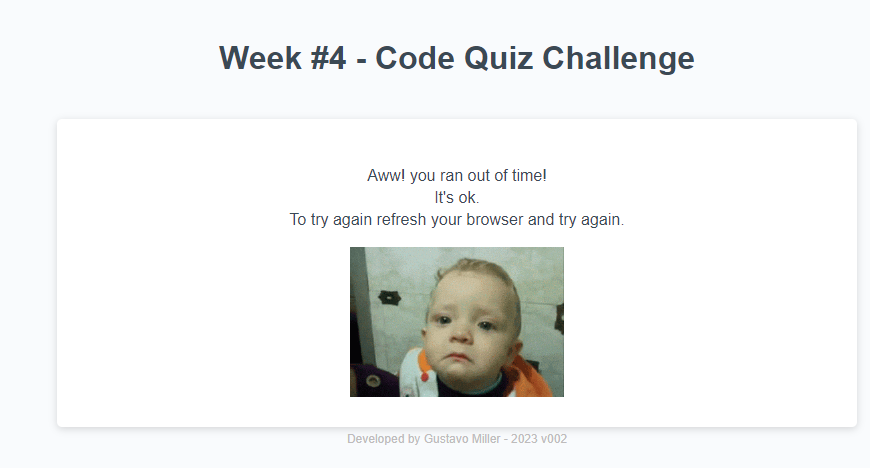 Week #4 - Code Quiz Challenge
Aww! you ran out of time!
It's ok.
To try again refresh your browser and try again.
Developed by Gustavo Miller - 2023 v002